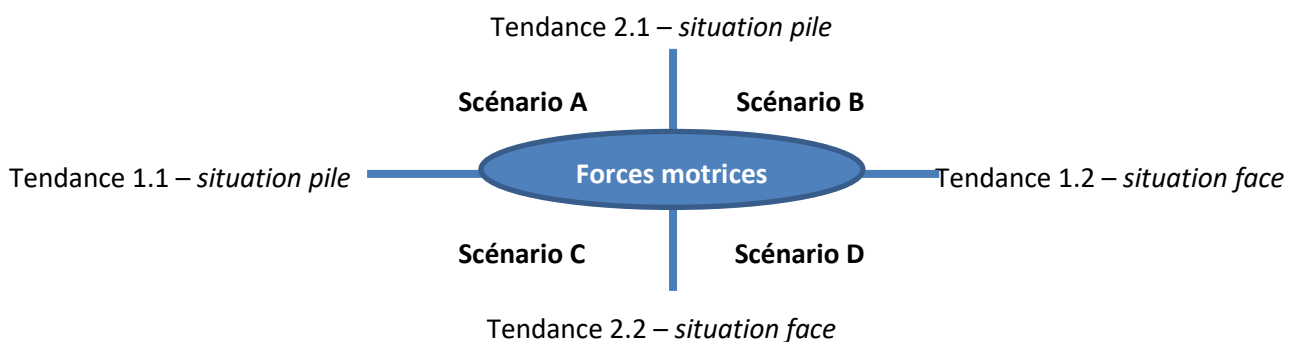 Tendance 2.1 – situation pile
Scénario A
Scénario B
Forces motrices
Tendance 1.1 – situation pile
Tendance 1.2 – situation face
Scénario C
Scénario D
Tendance 2.2 – situation face